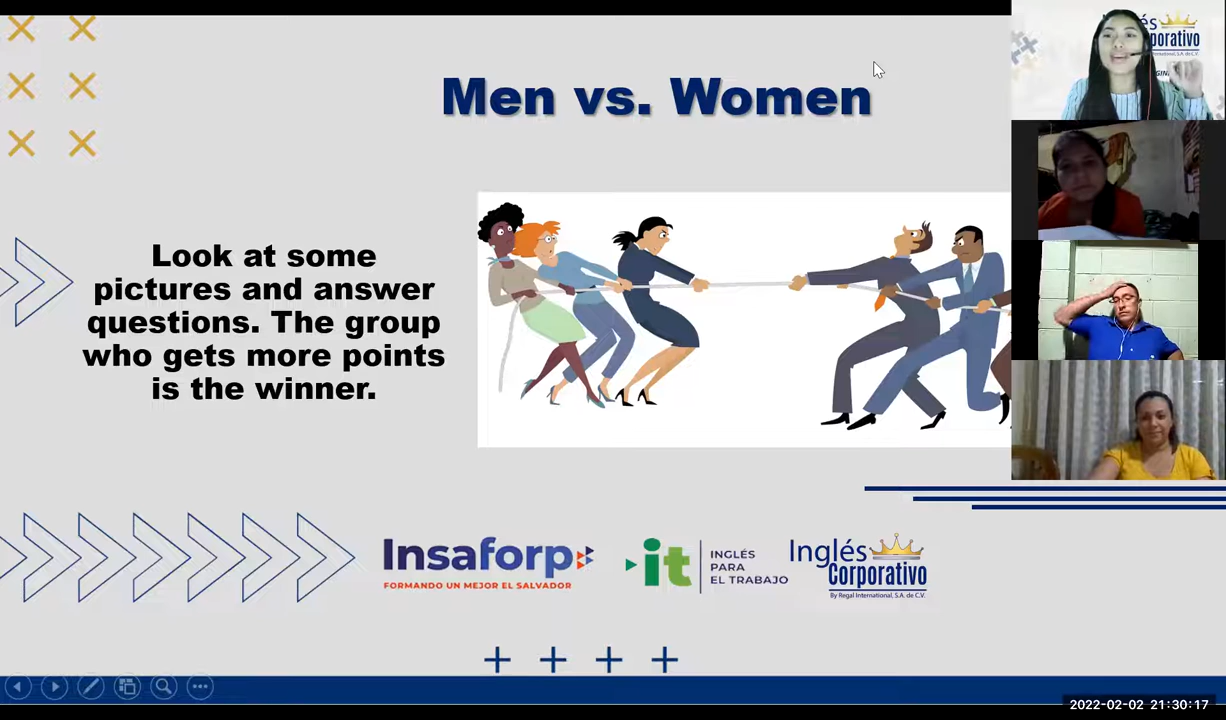 Men vs. Women
Look at some
pictures and answer
questions. The group
who gets more points
is the winner.
Insaforp
FORMANDO UN MEJOR EL SALVADOR
it
INGLÉS
PARA
EL TRABAJO
Inglés
Corporativo
By Regal International, S.A. de C.V.
2022-02-02 21:30:17